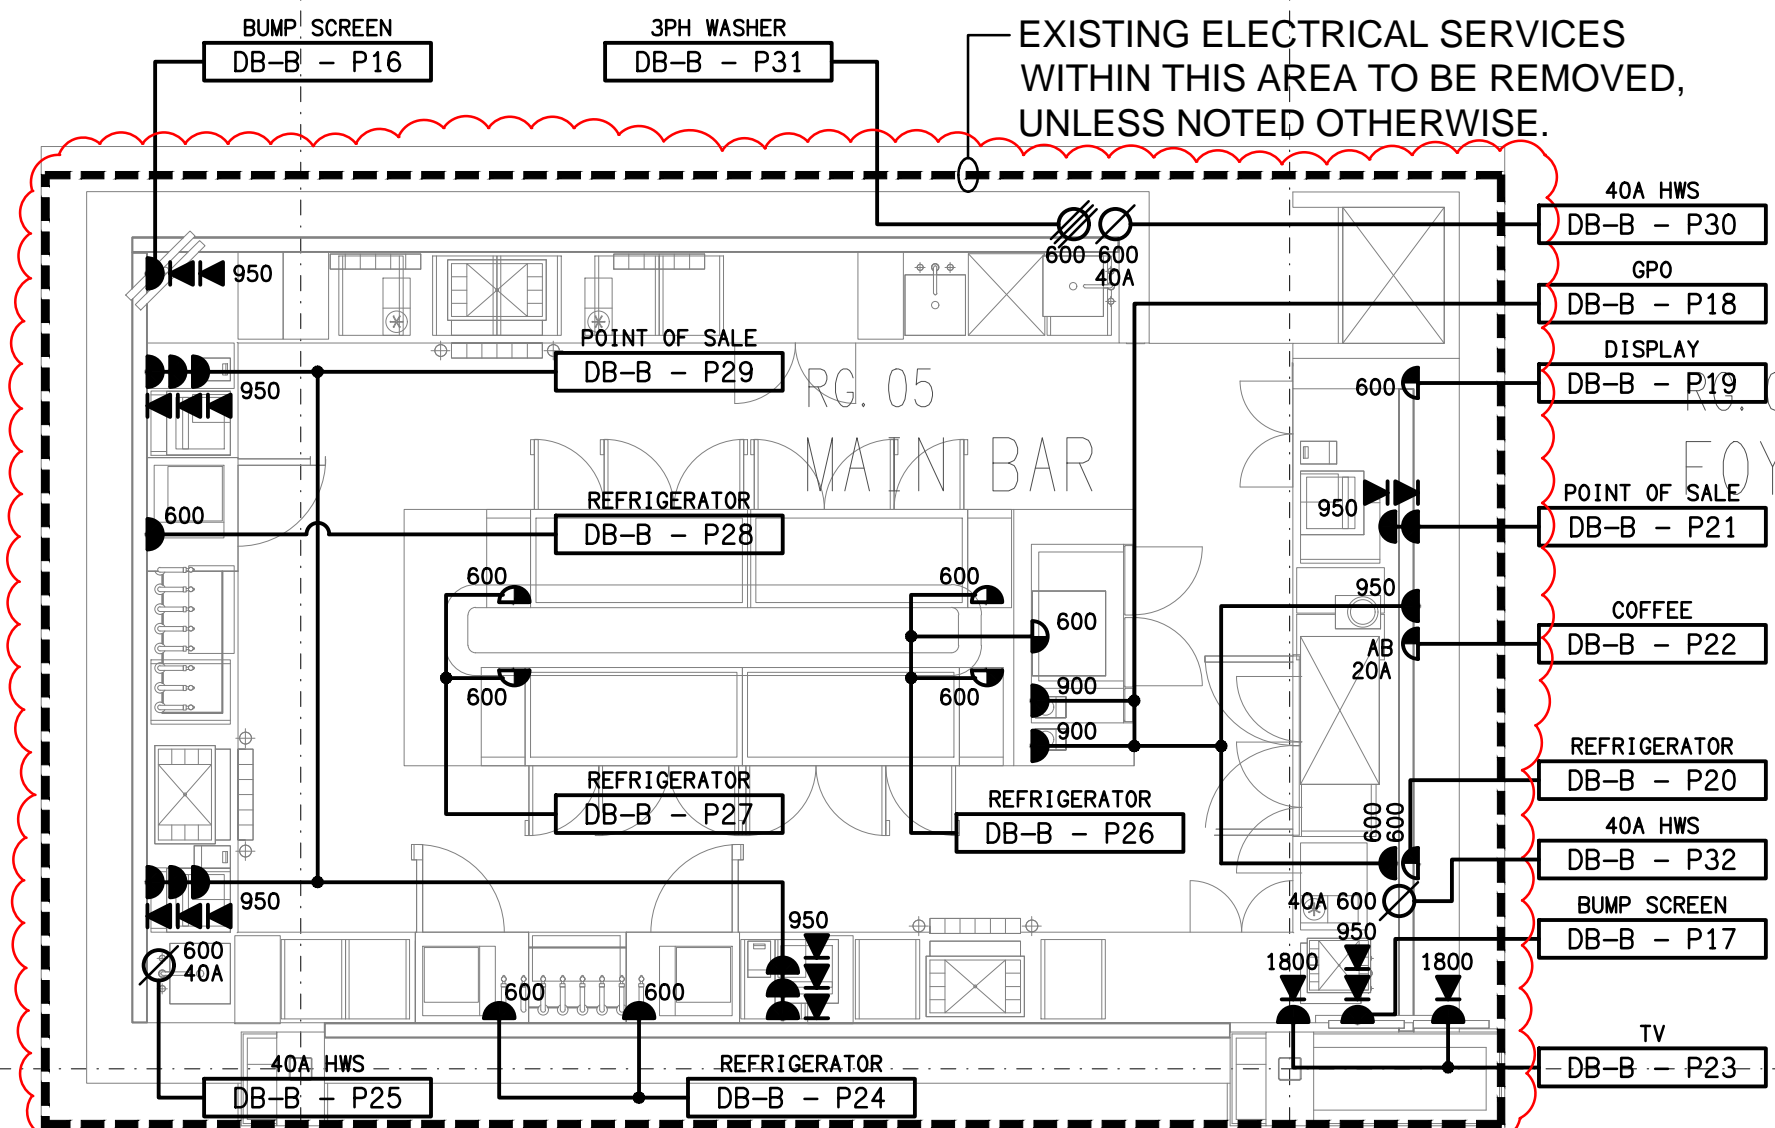 BUMP SCREEN
DB-B - P16
3PH WASHER
DB-B - P31
EXISTING ELECTRICAL SERVICES
WITHIN THIS AREA TO BE REMOVED,
UNLESS NOTED OTHERWISE.
40A HWS
DB-B - P30
600 600
40A
950
GPO
DB-B - P18
POINT OF SALE
DB-B - P29
DISPLAY
DB-B - P19
600
950
RG.05
MAIN BAR
RG.
REFRIGERATOR
DB-B - P28
600
POINT OF SALE
DB-B - P21
950
600
600
600
950
COFFEE
DB-B - P22
AB
20A
600
600
900
900
REFRIGERATOR
DB-B - P27
REFRIGERATOR
DB-B - P26
REFRIGERATOR
DB-B - P20
600
600
40A HWS
DB-B - P32
40A 600
950
950
BUMP SCREEN
DB-B - P17
950
600
40A
600
600
1800
1800
TV
DB-B - P23
40A HWS
DB-B - P25
REFRIGERATOR
DB-B - P24